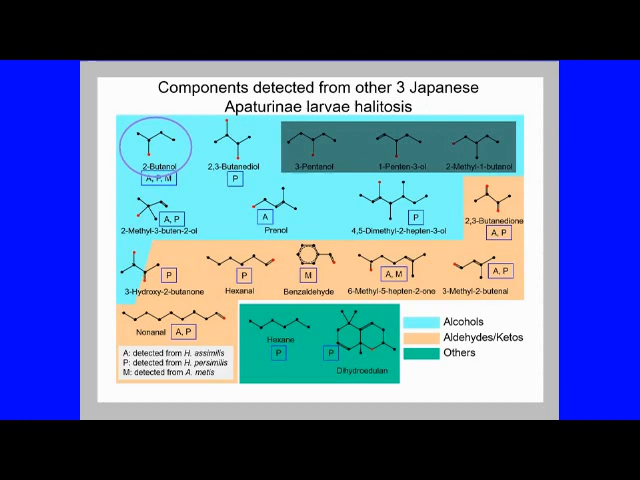 Components detected from other 3 Japanese
Apaturinae larvae halitosis
2-Butanol
A, P, M
2,3-Butanediol
P
3-Pentanol
1-Penten-3-ol
2-Methyl-1-butenol
2-Methyl-3-buten-2-ol
A, P
Prenol
A
4,5-Dimethyl-2-hepten-3-ol
P
2,3-Butanedione
A, P
3-Hydroxy-2-butanone
P
Hexanal
P
Benzaldehyde
M
6-Methyl-5-hepten-2-one
A, M
3-Methyl-2-butenal
A, P
Nonanal
A, P
A: detected from H. assimilis
P: detected from H. persimilis
M: detected from A. metis
Hexane
P
P
Dihydroedulan
Alcohols
Aldehydes/Ketos
Others